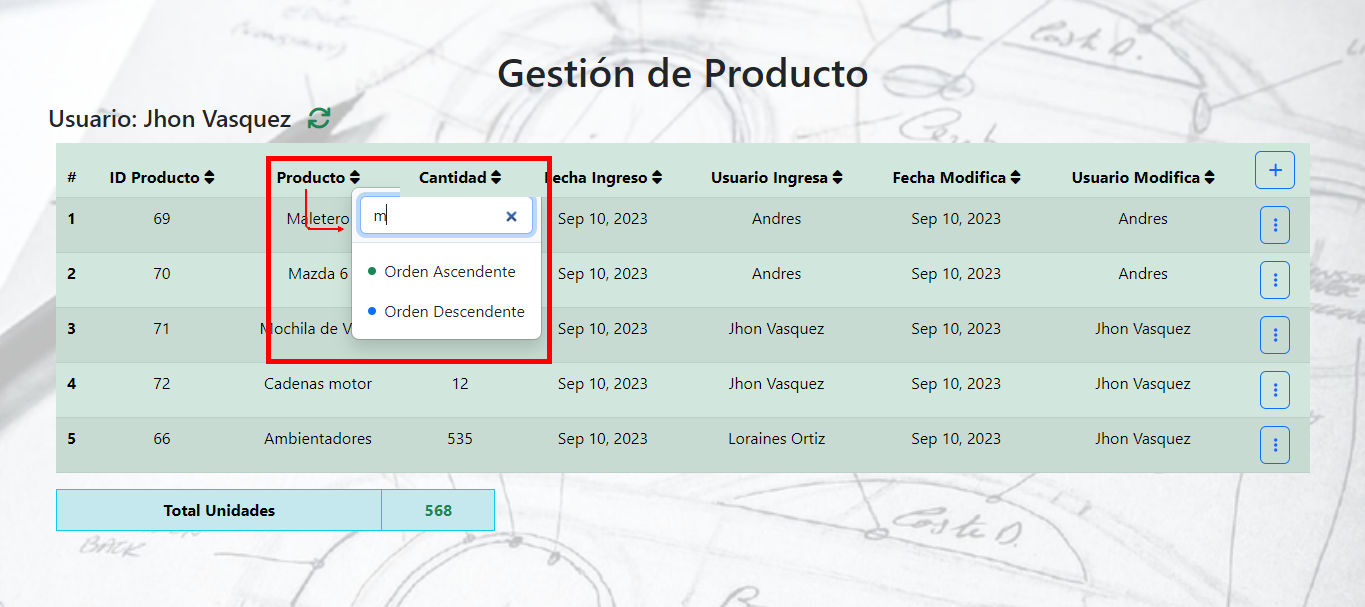 Gestión de Producto
Usuario: Jhon Vasquez
# ID Producto Producto Cantidad Fecha Ingreso Usuario Ingresa Fecha Modifica Usuario Modifica +
m
Orden Ascendente
Orden Descendente
1 69 Maletero Sep 10, 2023 Andres Sep 10, 2023 Andres
2 70 Mazda 6 Sep 10, 2023 Andres Sep 10, 2023 Andres
3 71 Mochila de V Sep 10, 2023 Jhon Vasquez Sep 10, 2023 Jhon Vasquez
4 72 Cadenas motor 12 Sep 10, 2023 Jhon Vasquez Sep 10, 2023 Jhon Vasquez
5 66 Ambientadores 535 Sep 10, 2023 Loraines Ortiz Sep 10, 2023 Jhon Vasquez
Total Unidades 568
BACK